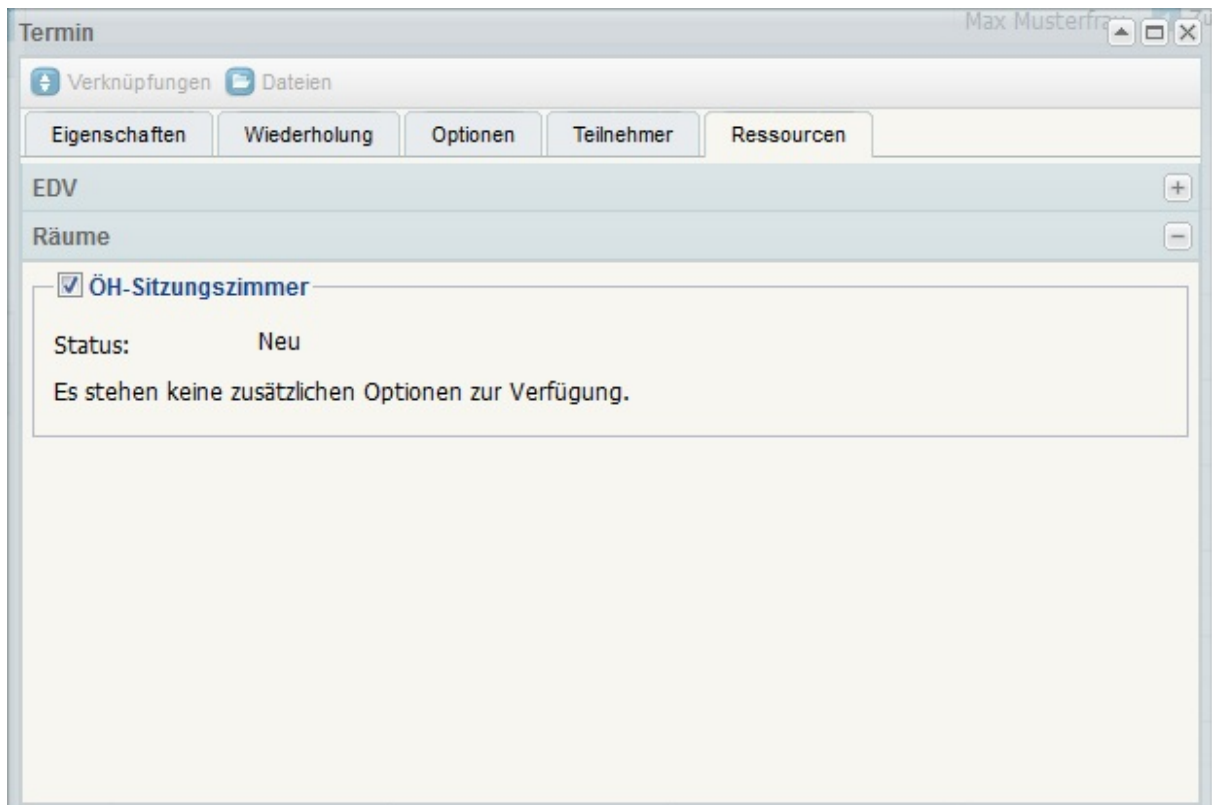 Max Musterfrau
Termin
Verknüpfungen Dateien
Eigenschaften Wiederholung Optionen Teilnehmer Ressourcen
EDV
Räume
ÖH-Sitzungszimmer
Status: Neu
Es stehen keine zusätzlichen Optionen zur Verfügung.